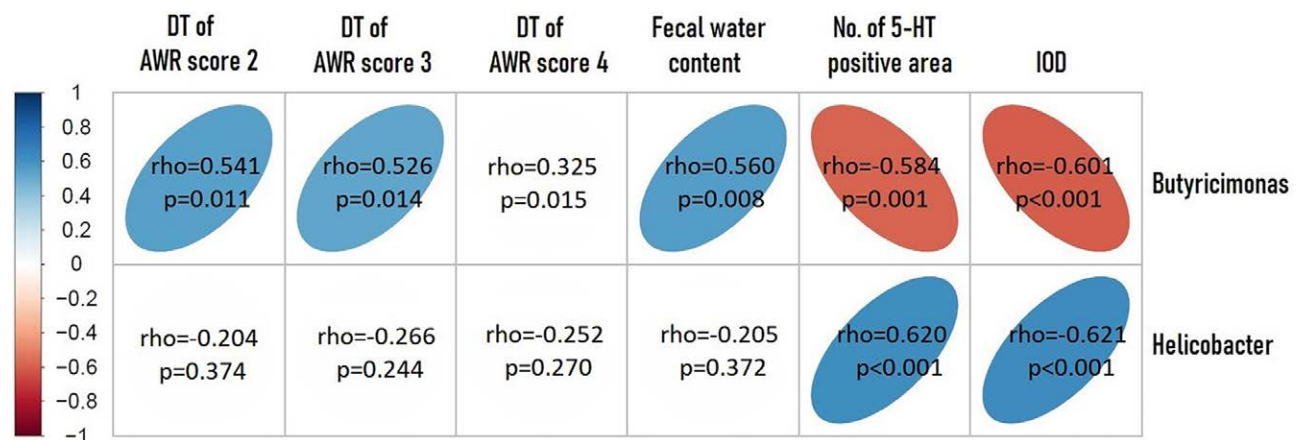 DT of
AWR score 2
DT of
AWR score 3
DT of
AWR score 4
Fecal water
content
No. of 5-HT
positive area
IOD
1
0.8
0.6
0.4
0.2
0
−0.2
−0.4
−0.6
−0.8
−1
rho=0.541
p=0.011
rho=0.526
p=0.014
rho=0.325
p=0.015
rho=0.560
p=0.008
rho=-0.584
p=0.001
rho=-0.601
p<0.001
Butyricimonas
rho=-0.204
p=0.374
rho=-0.266
p=0.244
rho=-0.252
p=0.270
rho=-0.205
p=0.372
rho=0.620
p<0.001
rho=-0.621
p<0.001
Helicobacter